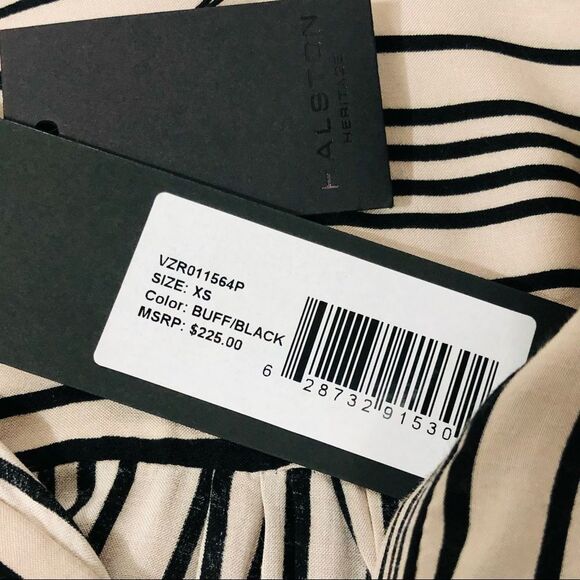 HALSTON
HERITAGE
VZR011564P
SIZE: XS
Color: BUFF/BLACK
MSRP: $225.00
6 28732 91530